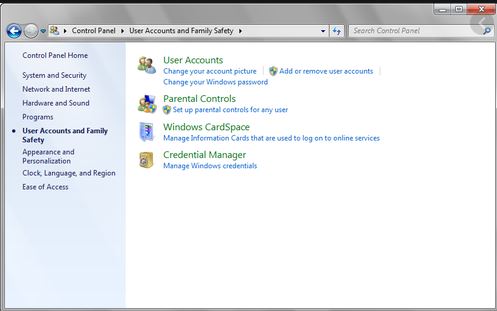 Control Panel ▸ User Accounts and Family Safety ▸
Search Control Panel
Control Panel Home
System and Security
Network and Internet
Hardware and Sound
Programs
User Accounts and Family
Safety
Appearance and
Personalization
Clock, Language, and Region
Ease of Access
User Accounts
Change your account picture
Add or remove user accounts
Change your Windows password
Parental Controls
Set up parental controls for any user
Windows CardSpace
Manage Information Cards that are used to log on to online services
Credential Manager
Manage Windows credentials